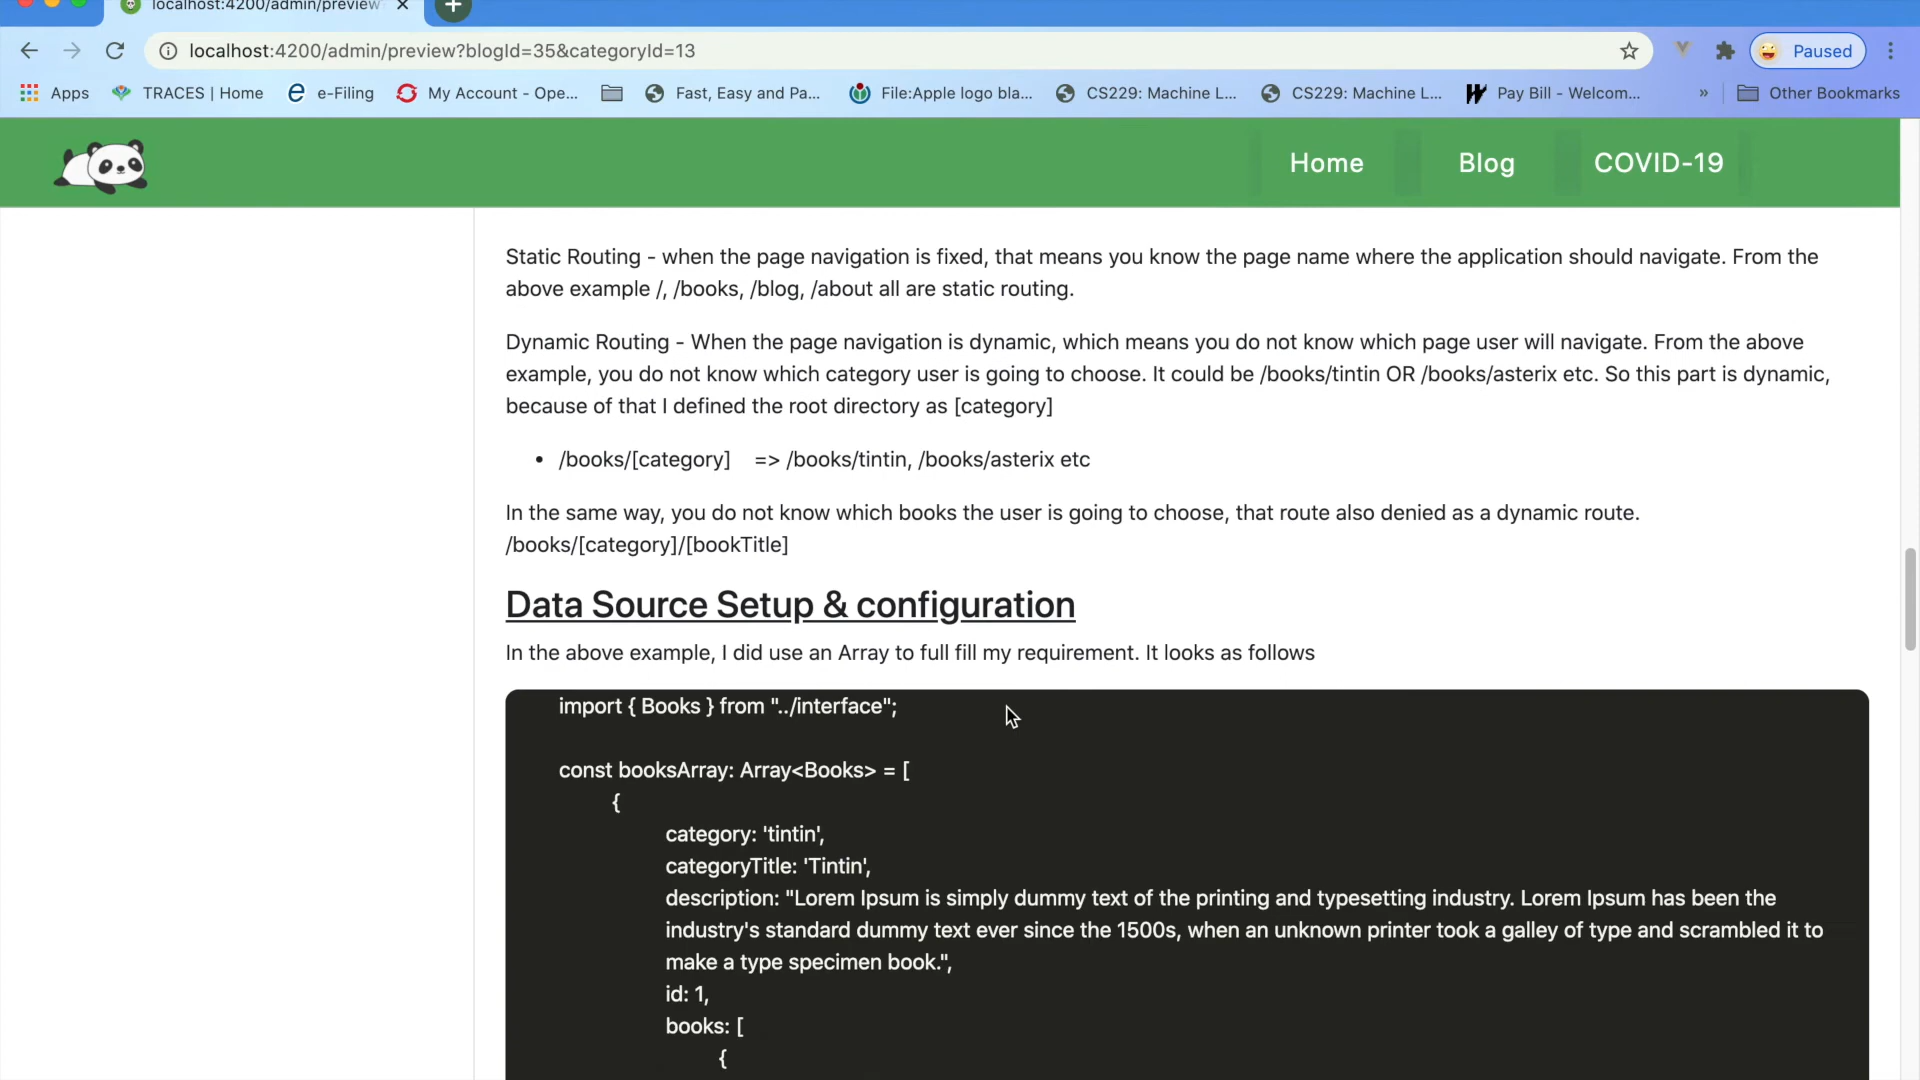 localhost:4200/admin/preview
localhost:4200/admin/preview?blogId=35&categoryId=13
Paused
Apps
TRACES | Home
e-Filing
My Account - Ope...
Fast, Easy and Pa...
File:Apple logo bla...
CS229: Machine L...
CS229: Machine L...
Pay Bill - Welcom...
»
Other Bookmarks
Home
Blog
COVID-19
Static Routing - when the page navigation is fixed, that means you know the page name where the application should navigate. From the
above example /, /books, /blog, /about all are static routing.
Dynamic Routing - When the page navigation is dynamic, which means you do not know which page user will navigate. From the above
example, you do not know which category user is going to choose. It could be /books/tintin OR /books/asterix etc. So this part is dynamic,
because of that I defined the root directory as [category]
• /books/[category] => /books/tintin, /books/asterix etc
In the same way, you do not know which books the user is going to choose, that route also denied as a dynamic route.
/books/[category]/[bookTitle]
Data Source Setup & configuration
In the above example, I did use an Array to full fill my requirement. It looks as follows
import { Books } from "../interface";
const booksArray: Array<Books> = [
{
category: 'tintin',
categoryTitle: 'Tintin',
description: "Lorem Ipsum is simply dummy text of the printing and typesetting industry. Lorem Ipsum has been the
industry's standard dummy text ever since the 1500s, when an unknown printer took a galley of type and scrambled it to
make a type specimen book.",
id: 1,
books: [
{